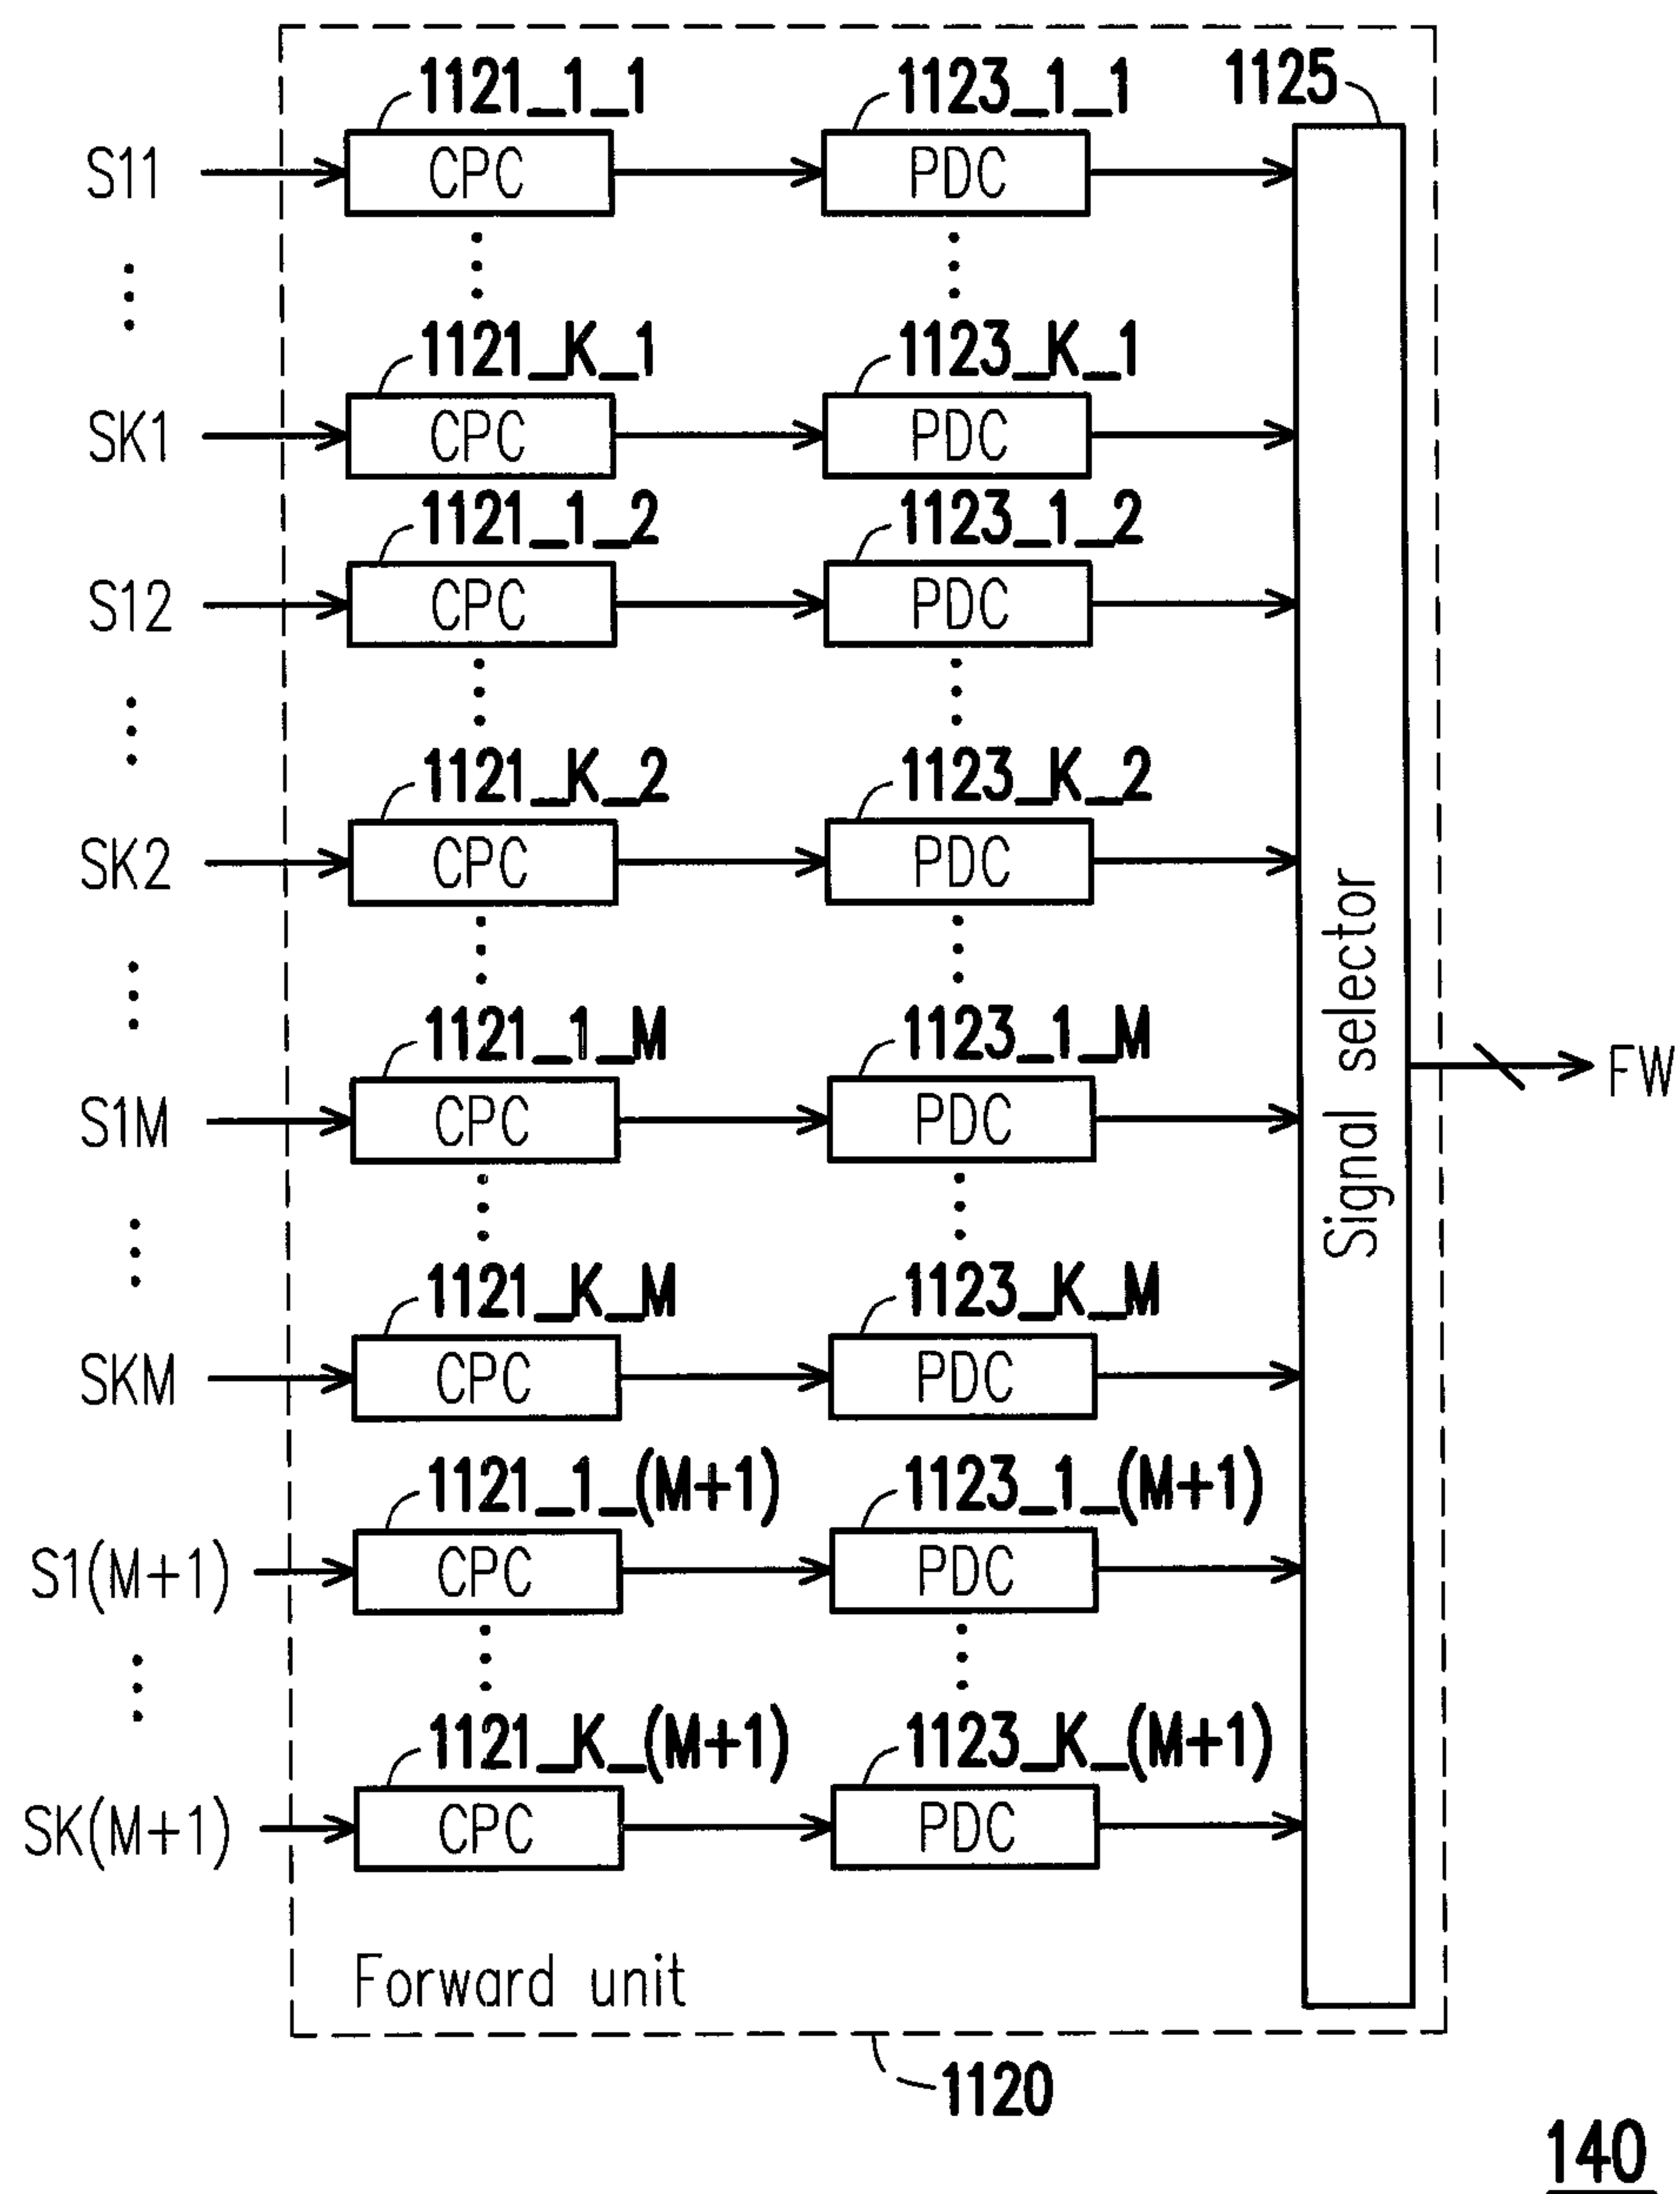 1121_1_1 1123_1_1 1125
S11 CPC PDC
1121_K_1 1123_K_1
SK1 CPC PDC
1121_1_2 1123_1_2
S12 CPC PDC
1121_K_2 1123_K_2
SK2 CPC PDC
Signal selector
1121_1_M 1123_1_M
FW
S1M CPC PDC
1121_K_M 1123_K_M
SKM CPC PDC
1121_1_(M+1) 1123_1_(M+1)
S1(M+1) CPC PDC
1121_K_(M+1) 1123_K_(M+1)
SK(M+1) CPC PDC
Forward unit
1120
140